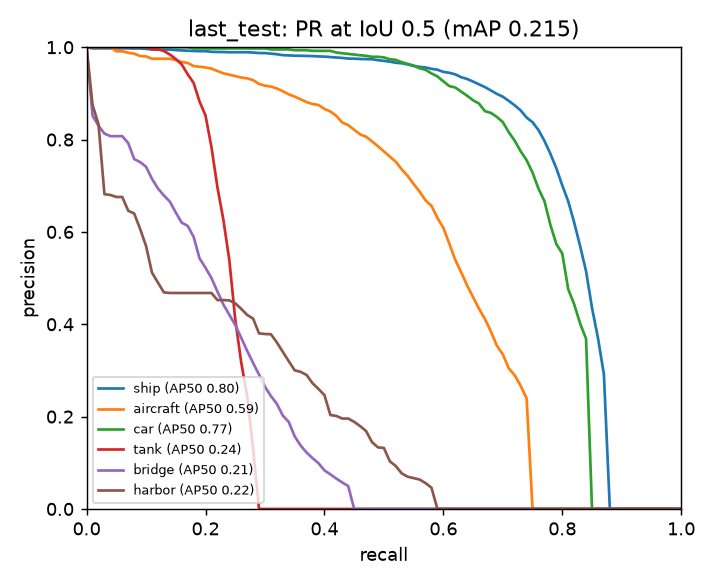 last_test: PR at IoU 0.5 (mAP 0.215)
1.0
0.8
0.6
0.4
0.2
0.0
precision
ship (AP50 0.80)
aircraft (AP50 0.59)
car (AP50 0.77)
tank (AP50 0.24)
bridge (AP50 0.21)
harbor (AP50 0.22)
0.0 0.2 0.4 0.6 0.8 1.0
recall